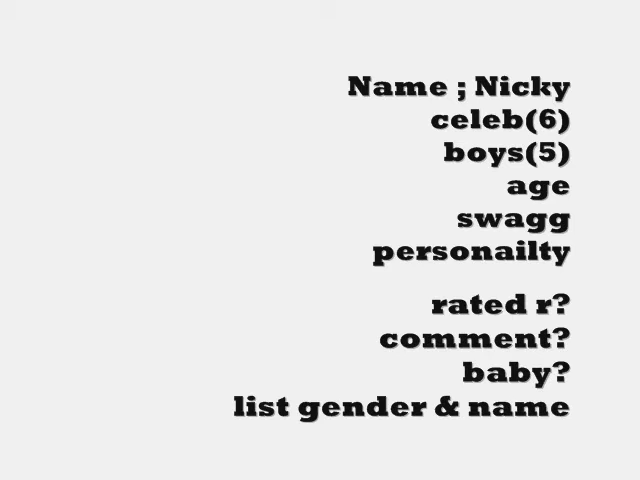 Name ; Nicky
celeb(6)
boys(5)
age
swagg
personailty
rated r?
comment?
baby?
list gender & name